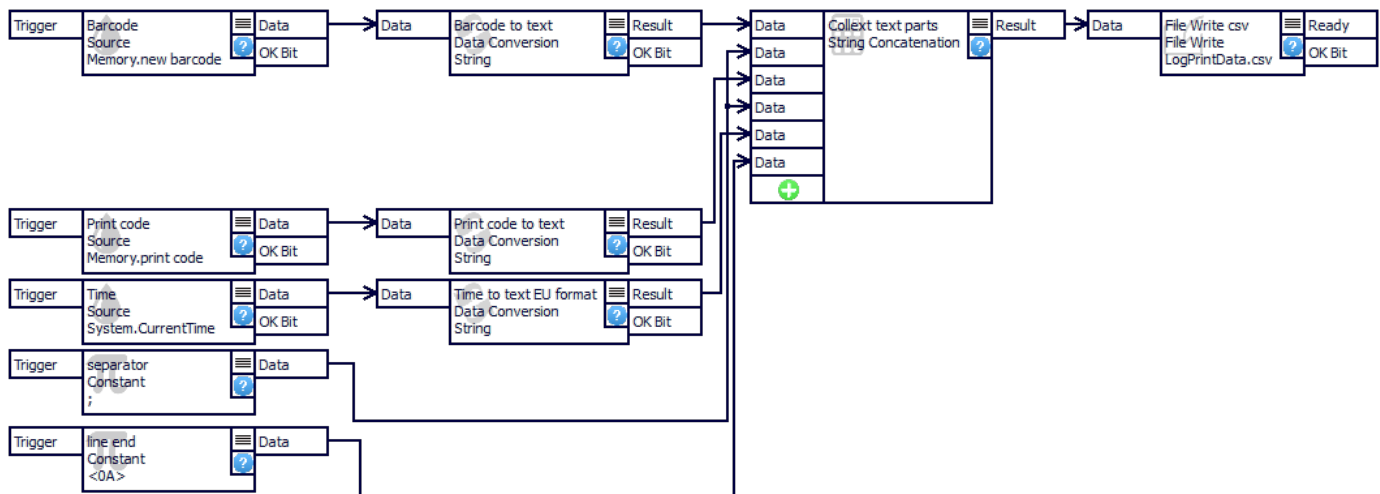 Trigger
Barcode
Source
Memory.new barcode
Data
OK Bit
Data
Barcode to text
Data Conversion
String
Result
OK Bit
Data
Data
Data
Data
Data
Data
Collext text parts
String Concatenation
Result
Data
File Write csv
File Write
LogPrintData.csv
Ready
OK Bit
Trigger
Print code
Source
Memory.print code
Data
OK Bit
Data
Print code to text
Data Conversion
String
Result
OK Bit
Trigger
Time
Source
System.CurrentTime
Data
OK Bit
Data
Time to text EU format
Data Conversion
String
Result
OK Bit
Trigger
separator
Constant
;
Data
Trigger
line end
Constant
<0A>
Data